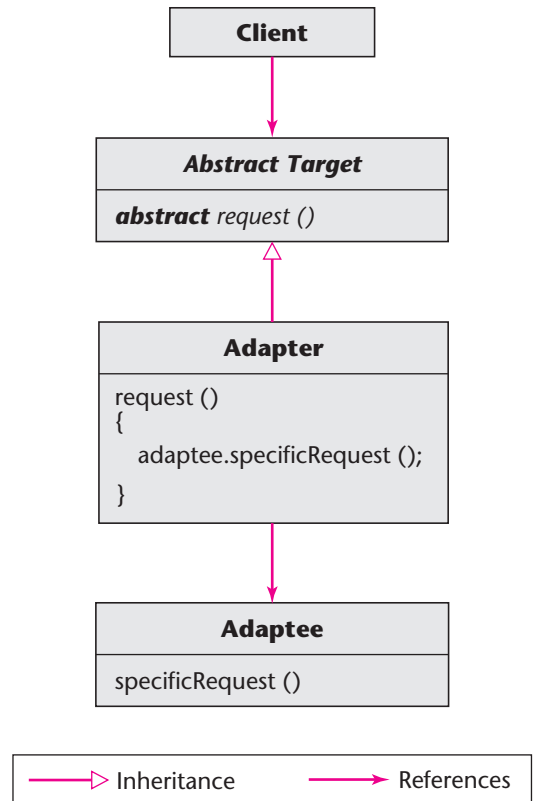 Client
Abstract Target
abstract request ()
Adapter
request ()
{
adaptee.specificRequest ();
}
Adaptee
specificRequest ()
Inheritance
References